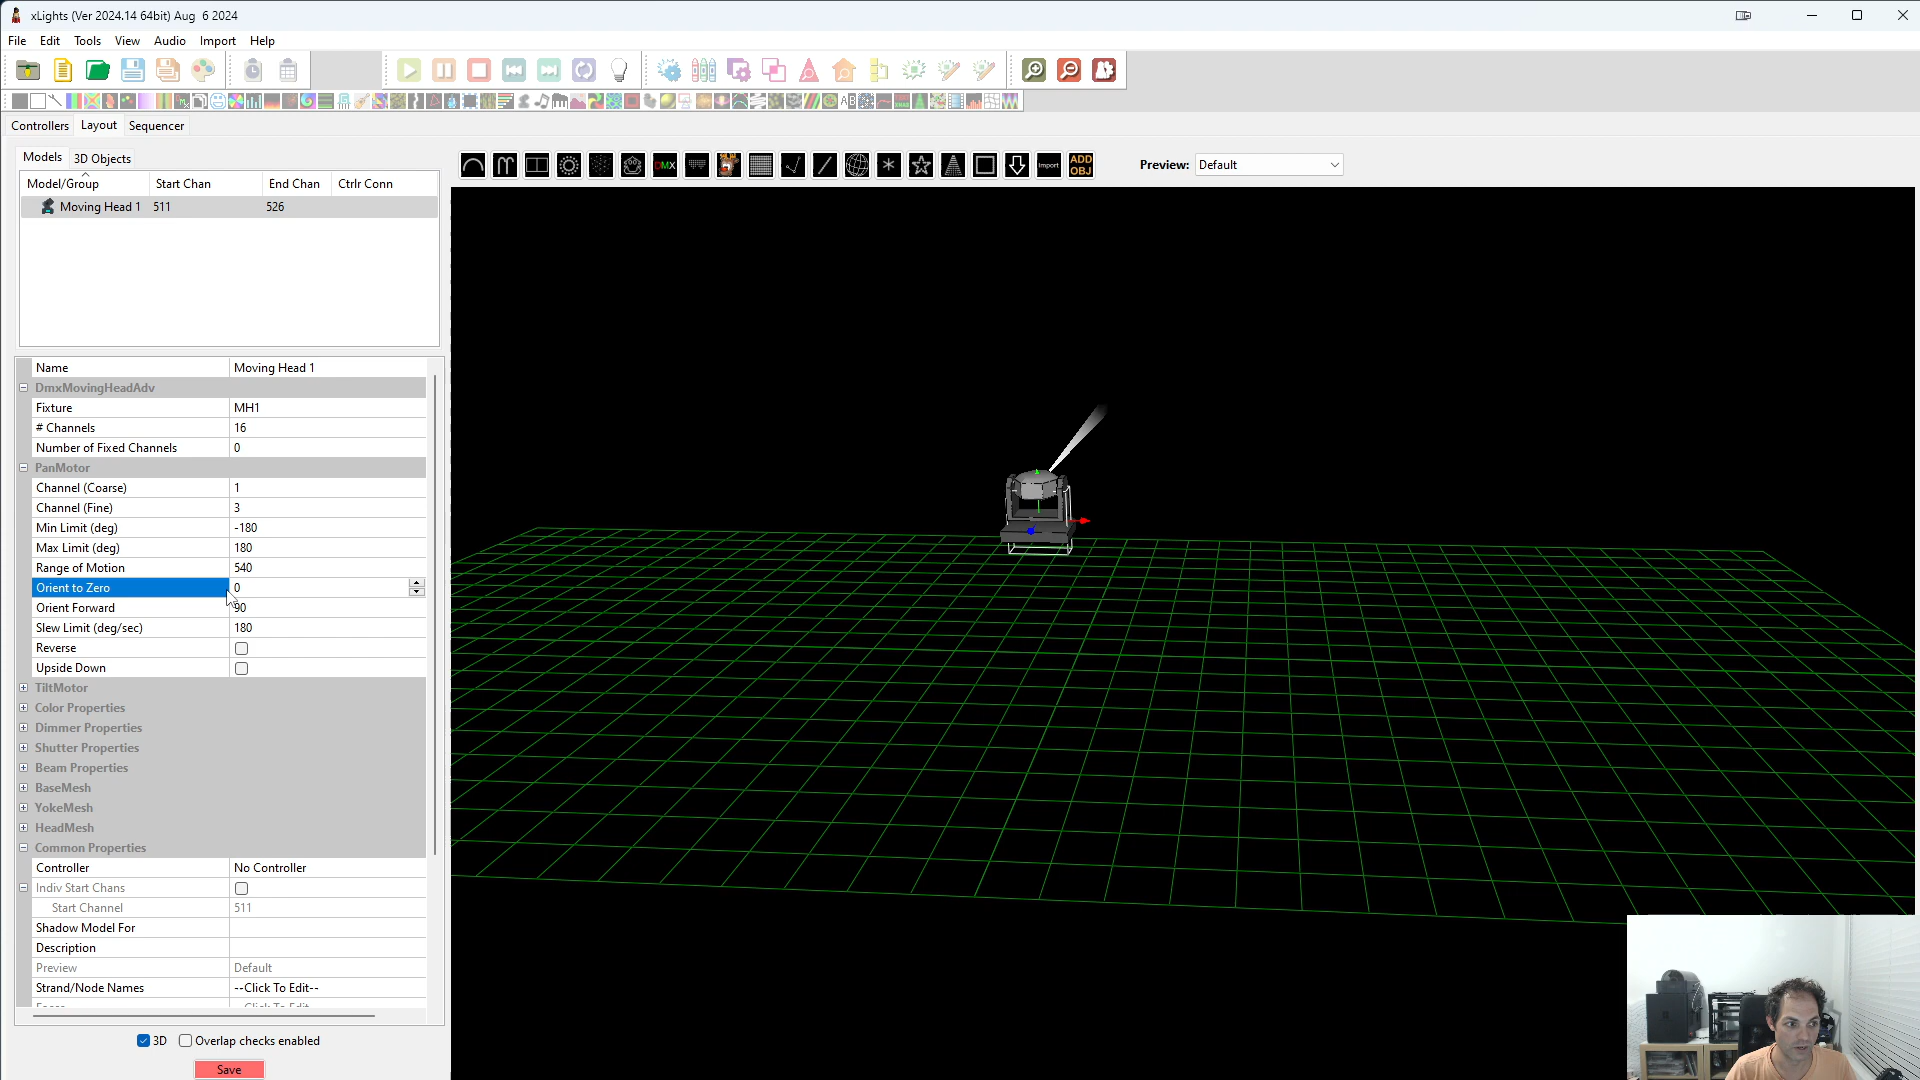 xLights (Ver 2024.14 64bit) Aug 6 2024
File Edit Tools View Audio Import Help
Controllers Layout Sequencer
Models 3D Objects
DMX
Import
ADD OBJ
Preview: Default
Model/Group Start Chan End Chan Ctrlr Conn
Moving Head 1 511 526
Name Moving Head 1
DmxMovingHeadAdv
Fixture MH1
# Channels 16
Number of Fixed Channels 0
PanMotor
Channel (Coarse) 1
Channel (Fine) 3
Min Limit (deg) -180
Max Limit (deg) 180
Range of Motion 540
Orient to Zero 0
Orient Forward 90
Slew Limit (deg/sec) 180
Reverse
Upside Down
TiltMotor
Color Properties
Dimmer Properties
Shutter Properties
Beam Properties
BaseMesh
YokeMesh
HeadMesh
Common Properties
Controller No Controller
Indiv Start Chans
Start Channel 511
Shadow Model For
Description
Preview Default
Strand/Node Names --Click To Edit--
3D Overlap checks enabled
Save